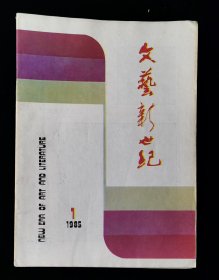 文藝新世紀
NEW ERA OF ART AND LITERATURE
1
1985